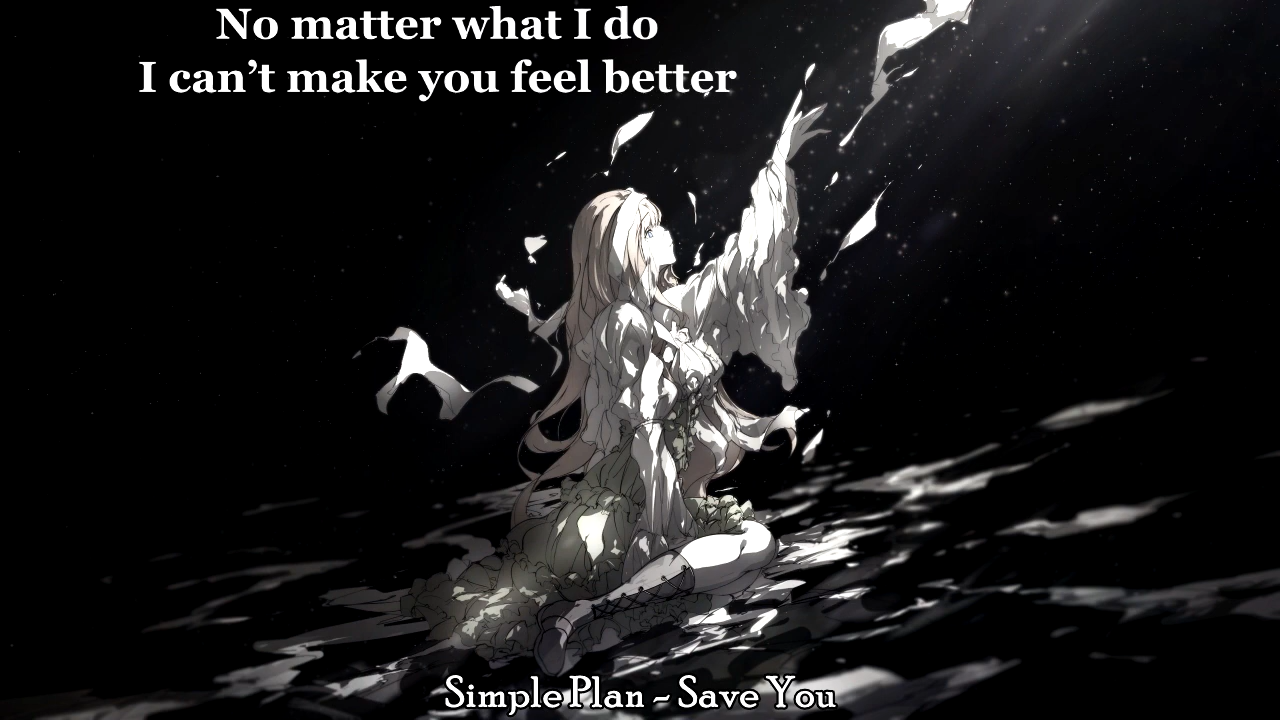 No matter what I do
I can’t make you feel better
Simple Plan - Save You